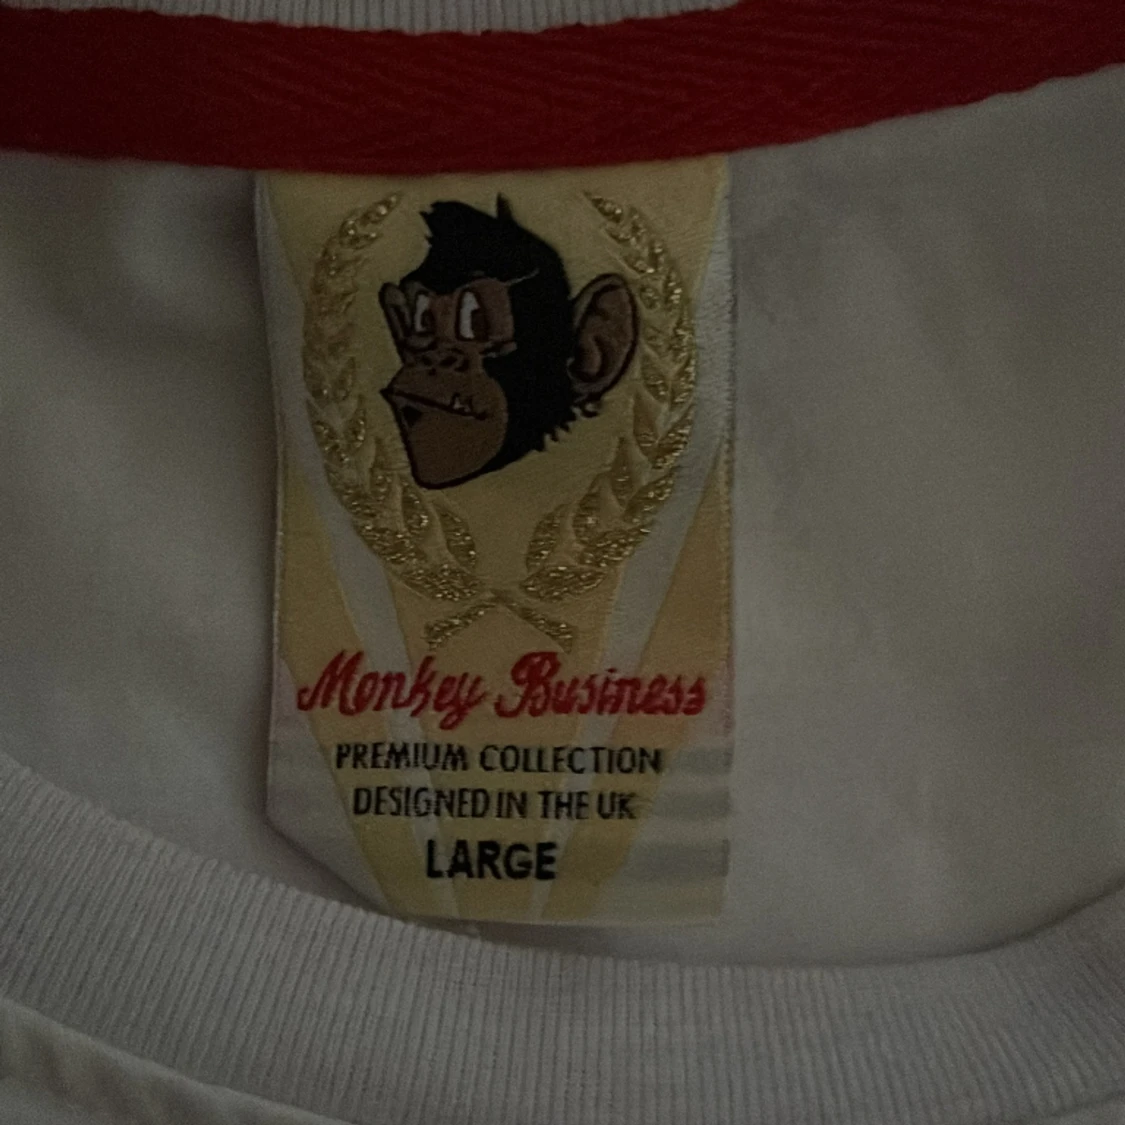 Monkey Business
PREMIUM COLLECTION
DESIGNED IN THE UK
LARGE